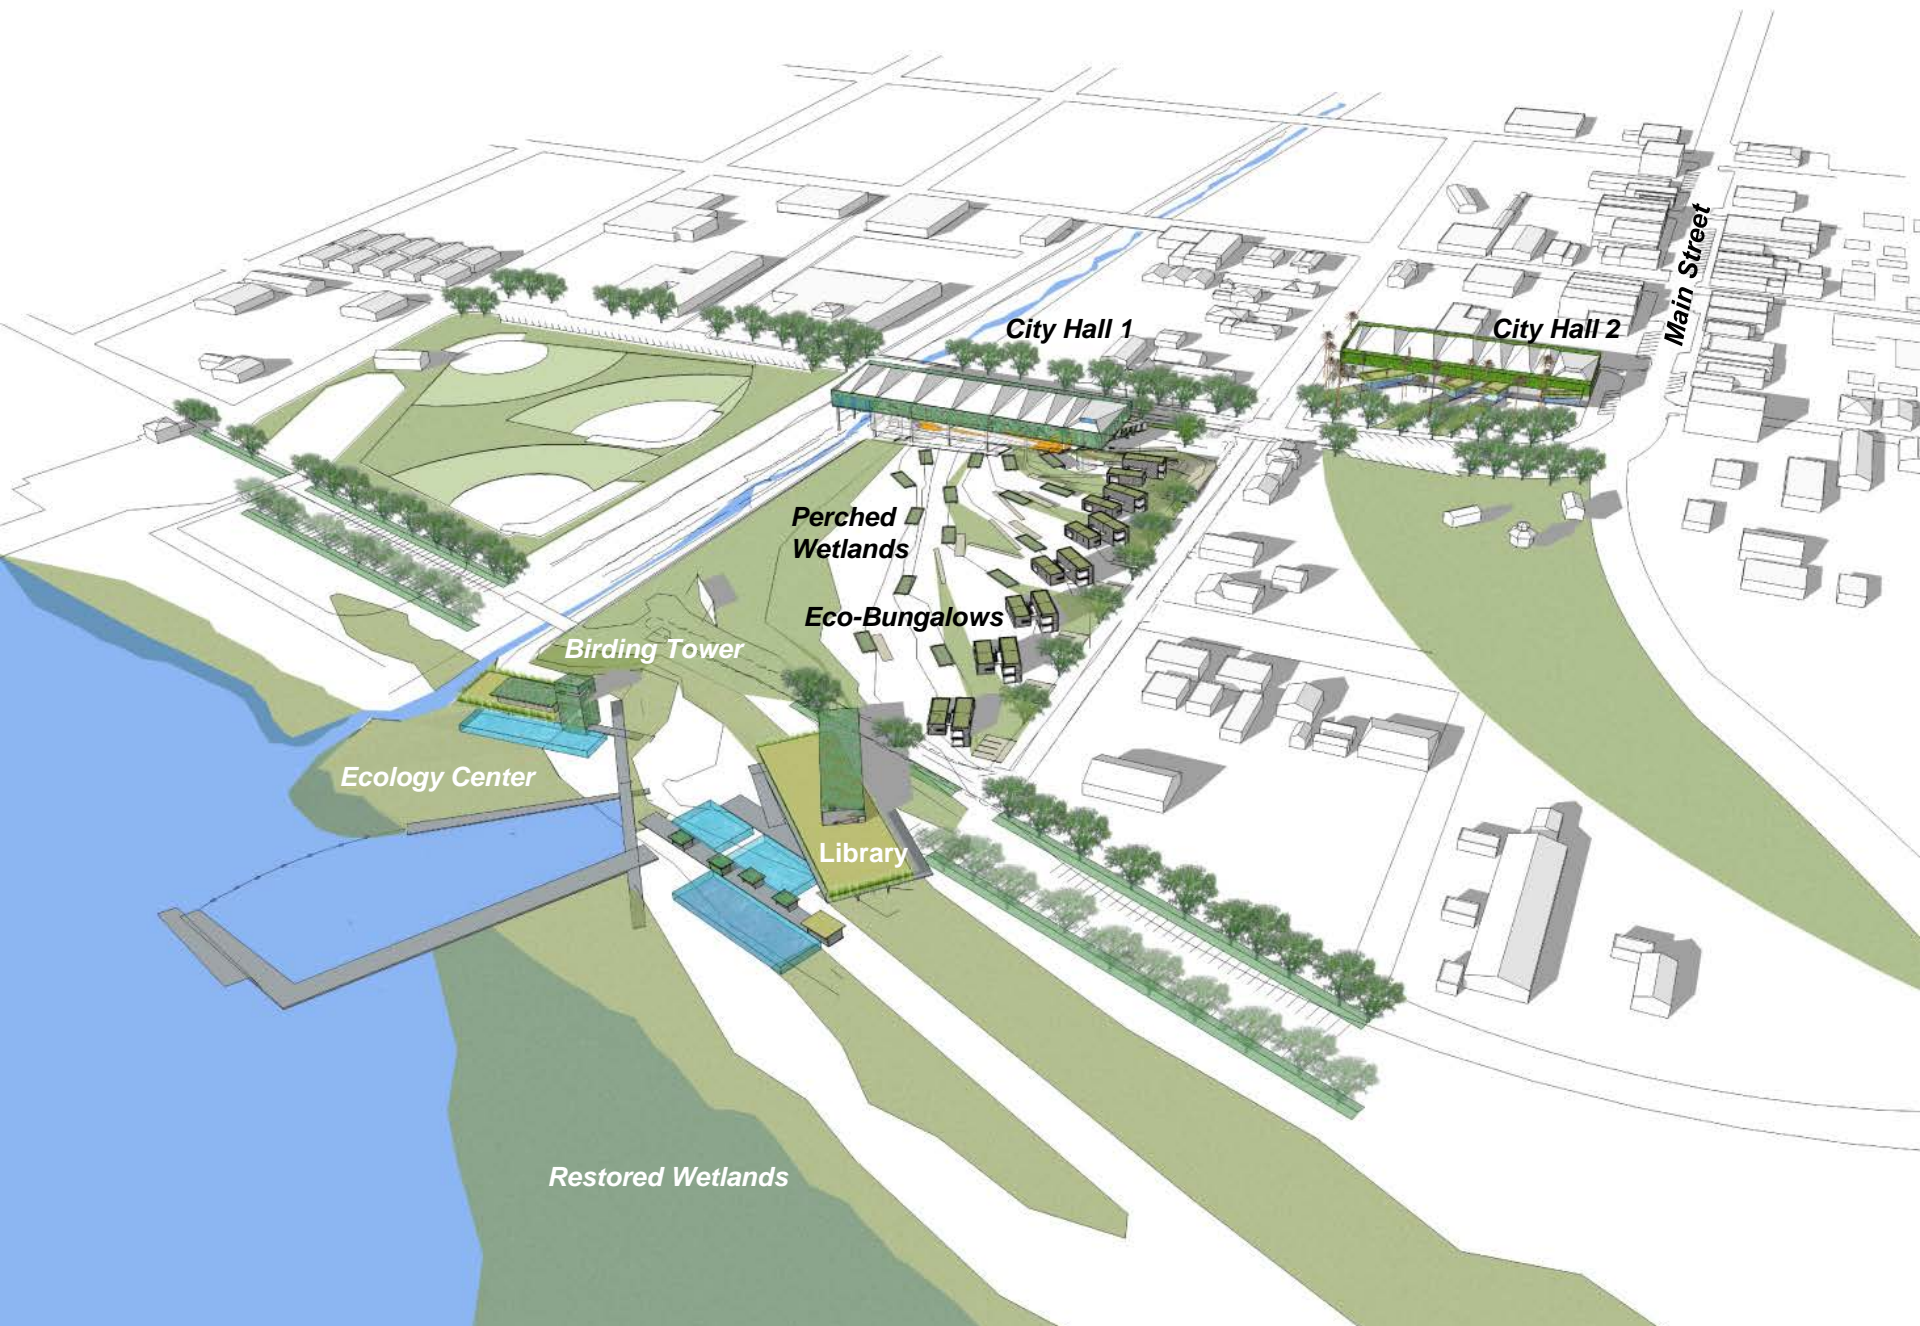 Main Street
City Hall 1
City Hall 2
Perched
Wetlands
Eco-Bungalows
Birding Tower
Ecology Center
Library
Restored Wetlands